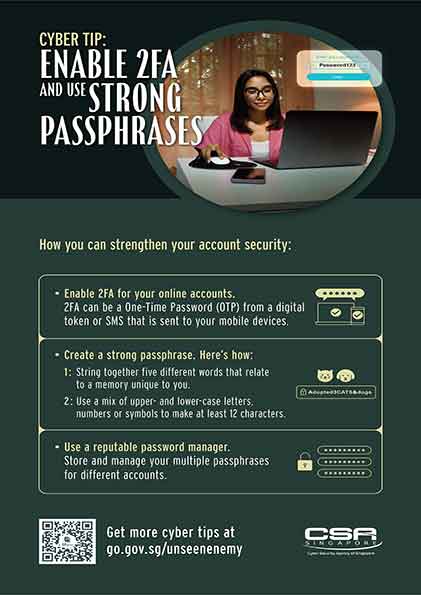 CYBER TIP:
ENABLE 2FA
AND USE STRONG
PASSPHRASES
Password123
How you can strengthen your account security:
- Enable 2FA for your online accounts.
2FA can be a One-Time Password (OTP) from a digital
token or SMS that is sent to your mobile devices.
- Create a strong passphrase. Here's how:
1: String together five different words that relate
to a memory unique to you.
2: Use a mix of upper- and lower-case letters,
numbers or symbols to make at least 12 characters.
Adopted3CATS&dogs
- Use a reputable password manager.
Store and manage your multiple passphrases
for different accounts.
Get more cyber tips at
go.gov.sg/unseenenemy
CSA
SINGAPORE
Cyber Security Agency of Singapore